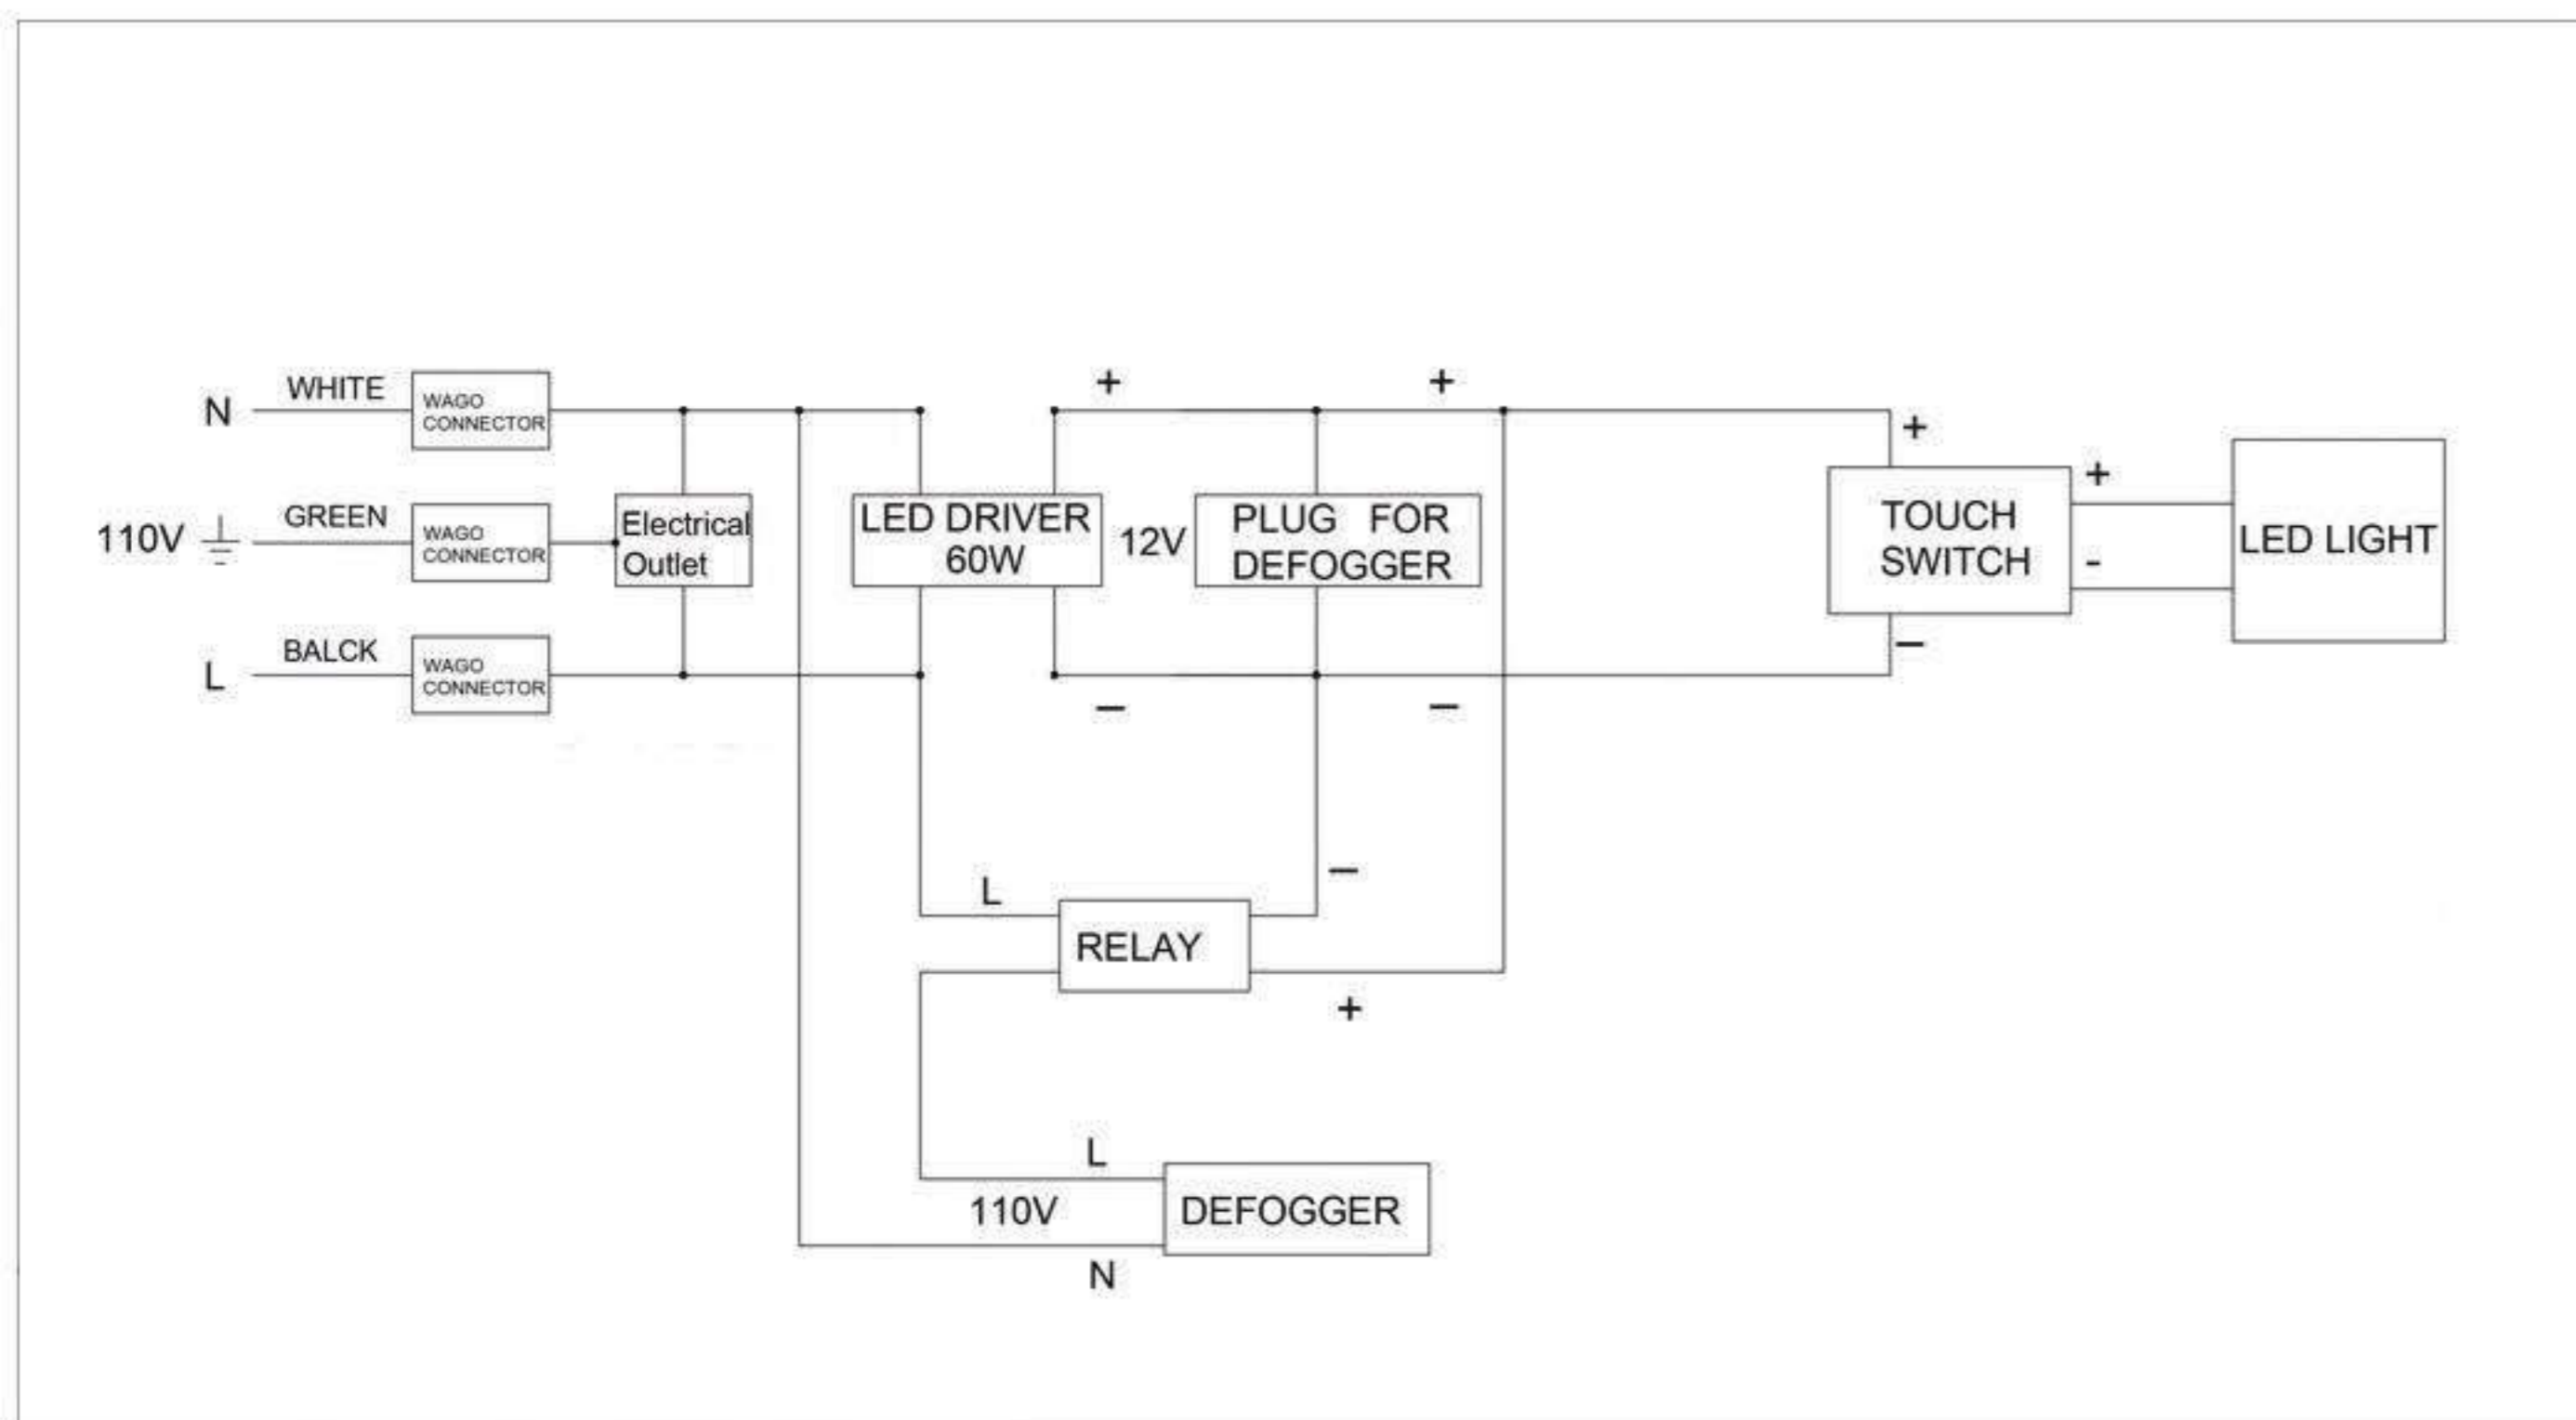 WHITE
N
WAGO
CONNECTOR
+
+
+
GREEN
110V
WAGO
CONNECTOR
Electrical
Outlet
LED DRIVER
60W
12V
PLUG FOR
DEFOGGER
TOUCH
SWITCH
+
-
LED LIGHT
BALCK
L
WAGO
CONNECTOR
–
–
–
L
–
RELAY
+
L
110V
DEFOGGER
N